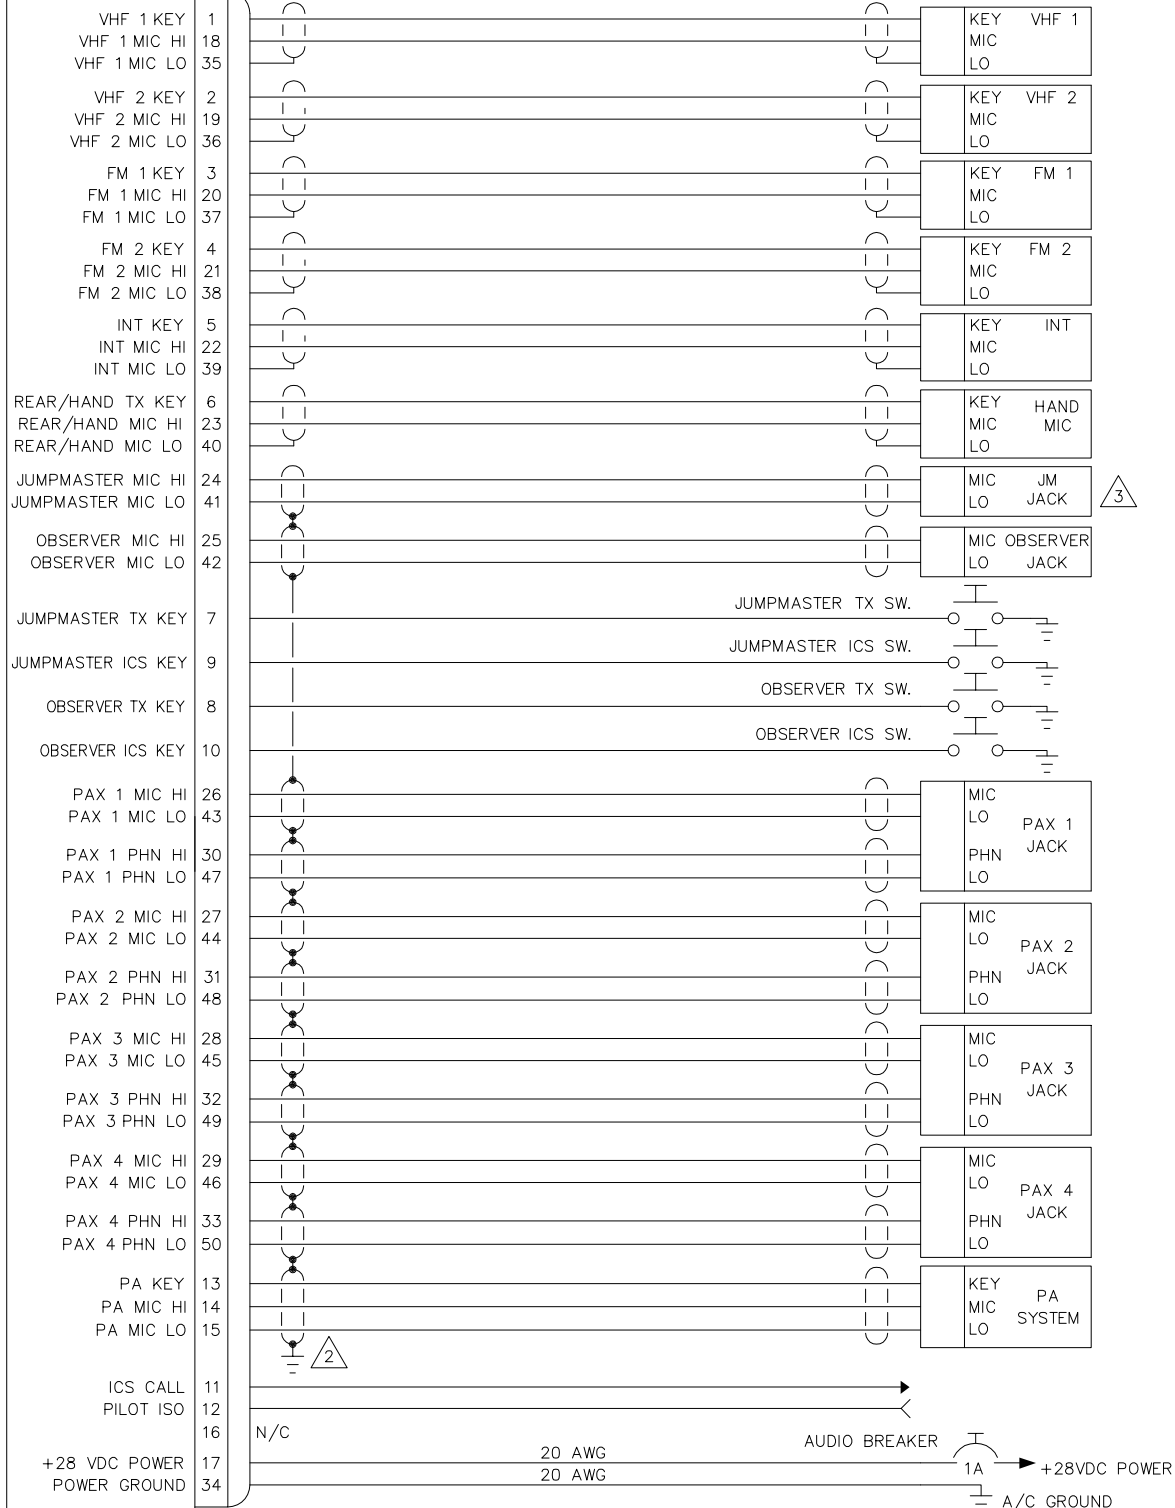 VHF 1 KEY 1 KEY VHF 1
VHF 1 MIC HI 18 MIC
VHF 1 MIC LO 35 LO
VHF 2 KEY 2 KEY VHF 2
VHF 2 MIC HI 19 MIC
VHF 2 MIC LO 36 LO
FM 1 KEY 3 KEY FM 1
FM 1 MIC HI 20 MIC
FM 1 MIC LO 37 LO
FM 2 KEY 4 KEY FM 2
FM 2 MIC HI 21 MIC
FM 2 MIC LO 38 LO
INT KEY 5 KEY INT
INT MIC HI 22 MIC
INT MIC LO 39 LO
REAR/HAND TX KEY 6 KEY HAND
REAR/HAND MIC HI 23 MIC MIC
REAR/HAND MIC LO 40 LO
JUMPMASTER MIC HI 24 MIC JM
JUMPMASTER MIC LO 41 LO JACK 3
OBSERVER MIC HI 25 MIC OBSERVER
OBSERVER MIC LO 42 LO JACK
JUMPMASTER TX SW.
JUMPMASTER TX KEY 7
JUMPMASTER ICS SW.
JUMPMASTER ICS KEY 9
OBSERVER TX SW.
OBSERVER TX KEY 8
OBSERVER ICS SW.
OBSERVER ICS KEY 10
PAX 1 MIC HI 26 MIC
PAX 1 MIC LO 43 LO
PAX 1
JACK
PAX 1 PHN HI 30 PHN
PAX 1 PHN LO 47 LO
PAX 2 MIC HI 27 MIC
PAX 2 MIC LO 44 LO
PAX 2
JACK
PAX 2 PHN HI 31 PHN
PAX 2 PHN LO 48 LO
PAX 3 MIC HI 28 MIC
PAX 3 MIC LO 45 LO
PAX 3
JACK
PAX 3 PHN HI 32 PHN
PAX 3 PHN LO 49 LO
PAX 4 MIC HI 29 MIC
PAX 4 MIC LO 46 LO
PAX 4
JACK
PAX 4 PHN HI 33 PHN
PAX 4 PHN LO 50 LO
PA KEY 13 KEY
PA
PA MIC HI 14 MIC
SYSTEM
PA MIC LO 15 LO
2
ICS CALL 11
PILOT ISO 12
16 N/C
AUDIO BREAKER
20 AWG
+28 VDC POWER 17 1A +28VDC POWER
20 AWG
POWER GROUND 34
A/C GROUND